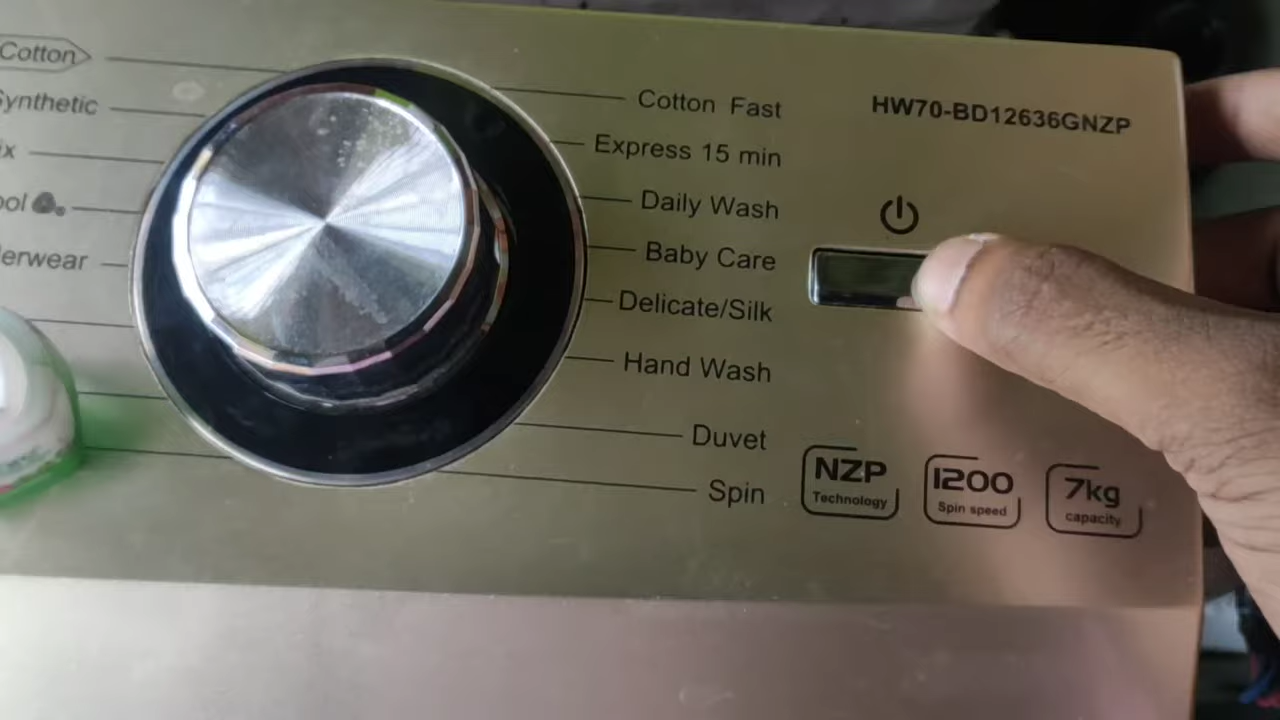 Cotton
Synthetic
Cotton Fast
Express 15 min
Daily Wash
Baby Care
Delicate/Silk
Hand Wash
Duvet
Spin
HW70-BD12636GNZP
NZP
Technology
1200
Spin speed
7kg
capacity